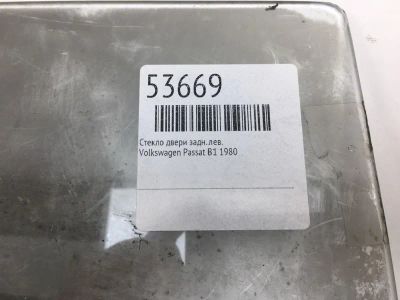 53669
Стекло двери задн.лев.
Volkswagen Passat B1 1980